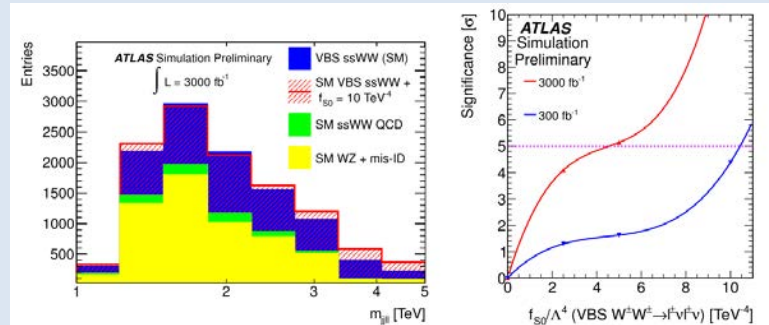 Entries
ATLAS Simulation Preliminary
∫ L = 3000 fb⁻¹
VBS ssWW (SM)
SM VBS ssWW +
f_S0 = 10 TeV⁻⁴
SM ssWW QCD
SM WZ + mis-ID
3500
3000
2500
2000
1500
1000
500
1 2 3 4 5
m_jjll [TeV]
Significance [σ]
ATLAS
Simulation
Preliminary
3000 fb⁻¹
300 fb⁻¹
10
9
8
7
6
5
4
3
2
1
0
0 2 4 6 8 10
f_S0/Λ⁴ (VBS W±W±→l±νl±ν) [TeV⁻⁴]